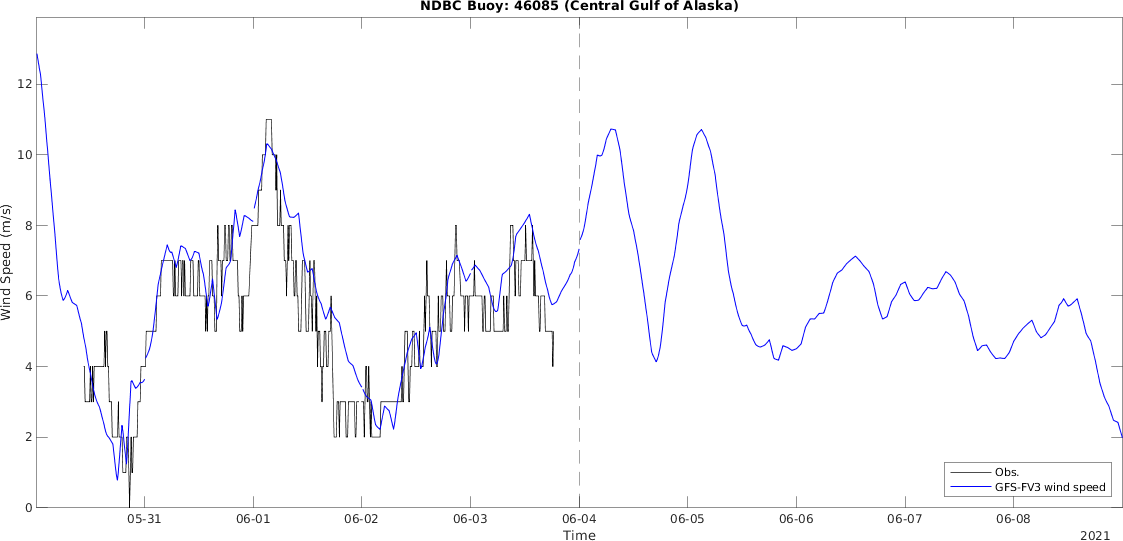 NDBC Buoy: 46085 (Central Gulf of Alaska)
Wind Speed (m/s)
12
10
8
6
4
2
0
05-31 06-01 06-02 06-03 06-04 06-05 06-06 06-07 06-08
Time
2021
Obs.
GFS-FV3 wind speed